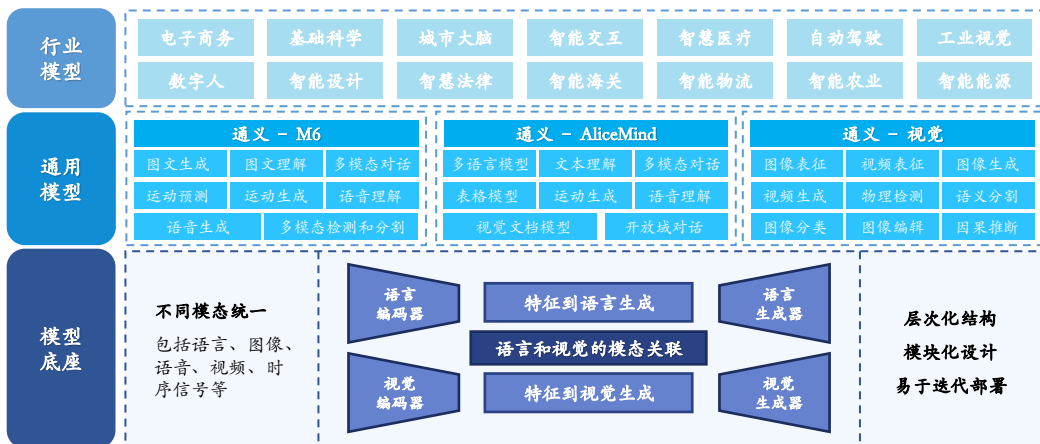 行业
模型
电子商务
基础科学
城市大脑
智能交互
智慧医疗
自动驾驶
工业视觉
数字人
智能设计
智慧法律
智能海关
智能物流
智能农业
智能能源
通用
模型
通义 - M6
图文生成
图文理解
多模态对话
运动预测
运动生成
语音理解
语音生成
多模态检测和分割
通义 - AliceMind
多语言模型
文本理解
多模态对话
表格模型
运动生成
语音理解
视觉文档模型
开放域对话
通义 - 视觉
图像表征
视频表征
图像生成
视频生成
物理检测
语义分割
图像分类
图像编辑
因果推断
模型
底座
不同模态统一
包括语言、图像、
语音、视频、时
序信号等
语言
编码器
特征到语言生成
语言
生成器
语言和视觉的模态关联
视觉
编码器
特征到视觉生成
视觉
生成器
层次化结构
模块化设计
易于迭代部署